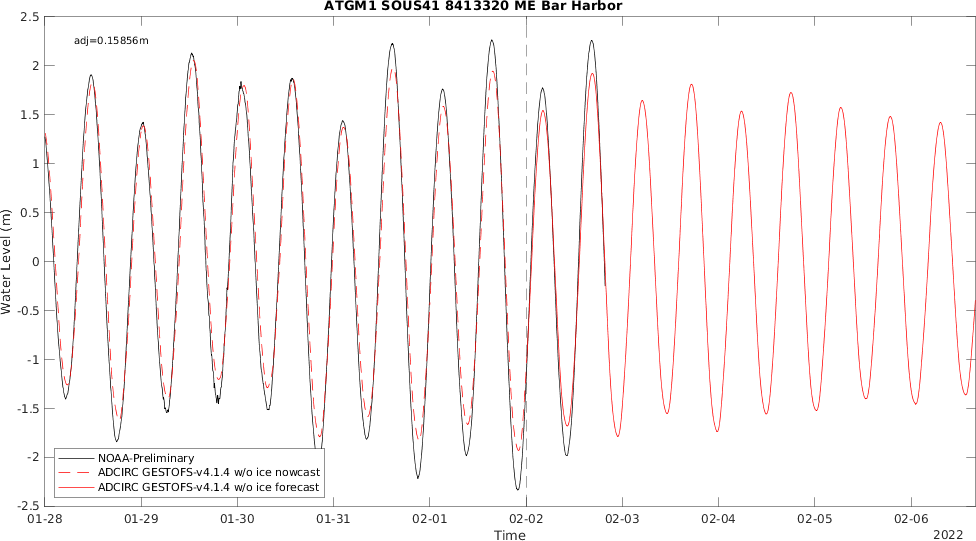 ATGM1 SOUS41 8413320 ME Bar Harbor
adj=0.15856m
2.5
2
1.5
1
0.5
0
-0.5
-1
-1.5
-2
-2.5
Water Level (m)
NOAA-Preliminary
ADCIRC GESTOFS-v4.1.4 w/o ice nowcast
ADCIRC GESTOFS-v4.1.4 w/o ice forecast
01-28 01-29 01-30 01-31 02-01 02-02 02-03 02-04 02-05 02-06
Time
2022